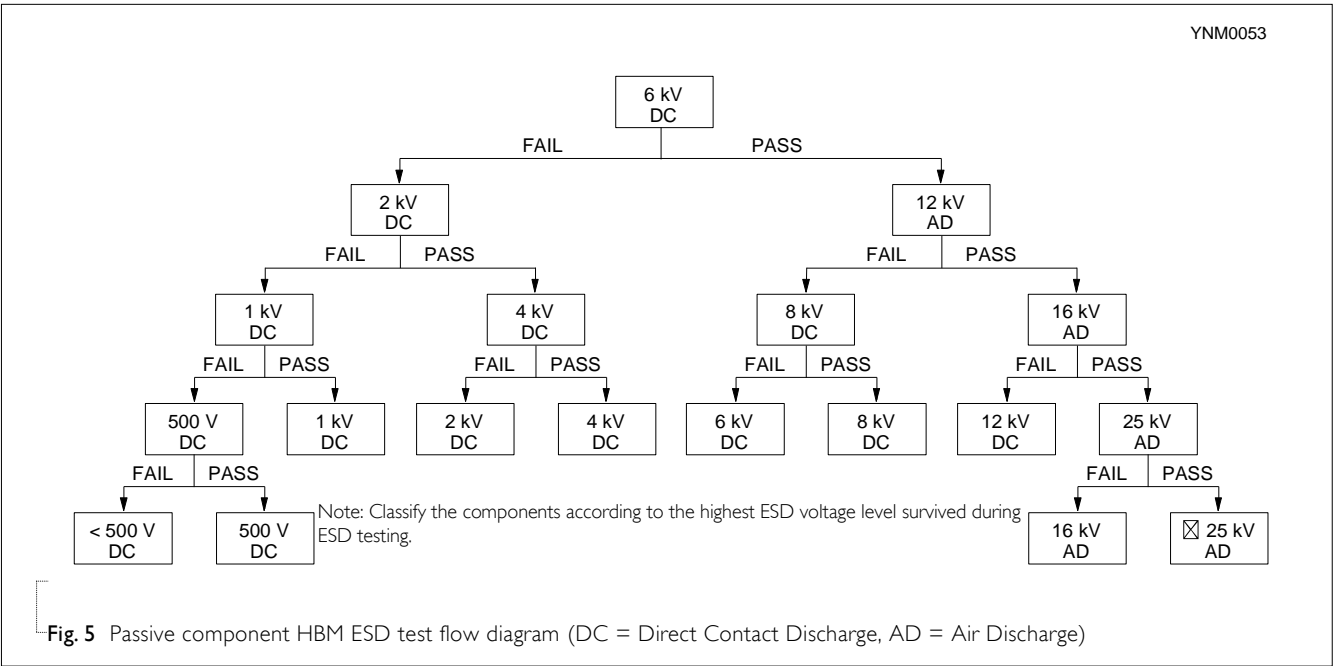 YNM0053
6 kV
DC
FAIL PASS
2 kV
DC
12 kV
AD
FAIL PASS
FAIL PASS
1 kV
DC
4 kV
DC
8 kV
DC
16 kV
AD
FAIL PASS
FAIL PASS
FAIL PASS
FAIL PASS
500 V
DC
1 kV
DC
2 kV
DC
4 kV
DC
6 kV
DC
8 kV
DC
12 kV
DC
25 kV
AD
FAIL PASS
FAIL PASS
< 500 V
DC
500 V
DC
Note: Classify the components according to the highest ESD voltage level survived during
ESD testing.
16 kV
AD
☒ 25 kV
AD
Fig. 5 Passive component HBM ESD test flow diagram (DC = Direct Contact Discharge, AD = Air Discharge)